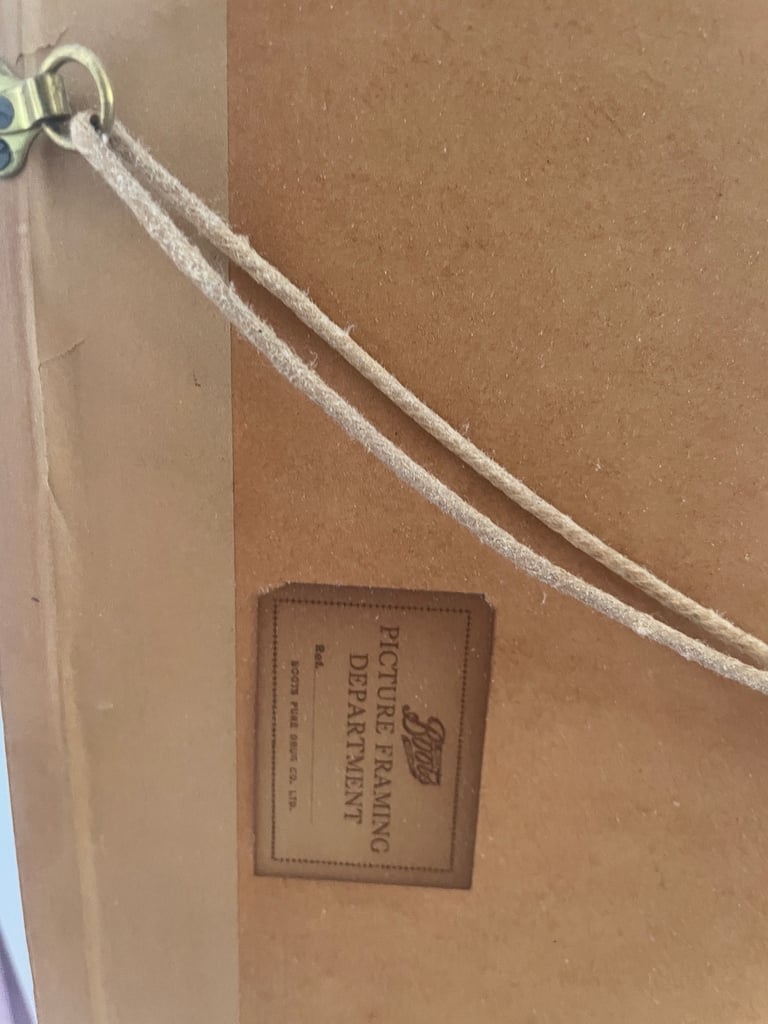 Boots
PICTURE FRAMING
DEPARTMENT
Ref.
BOOTS PURE DRUG CO. LTD.